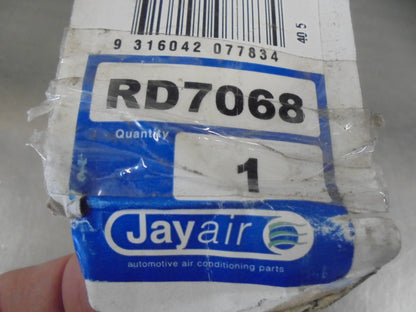 9 316042 077834
40 5
RD7068
Quantity
1
Jayair
automotive air conditioning parts